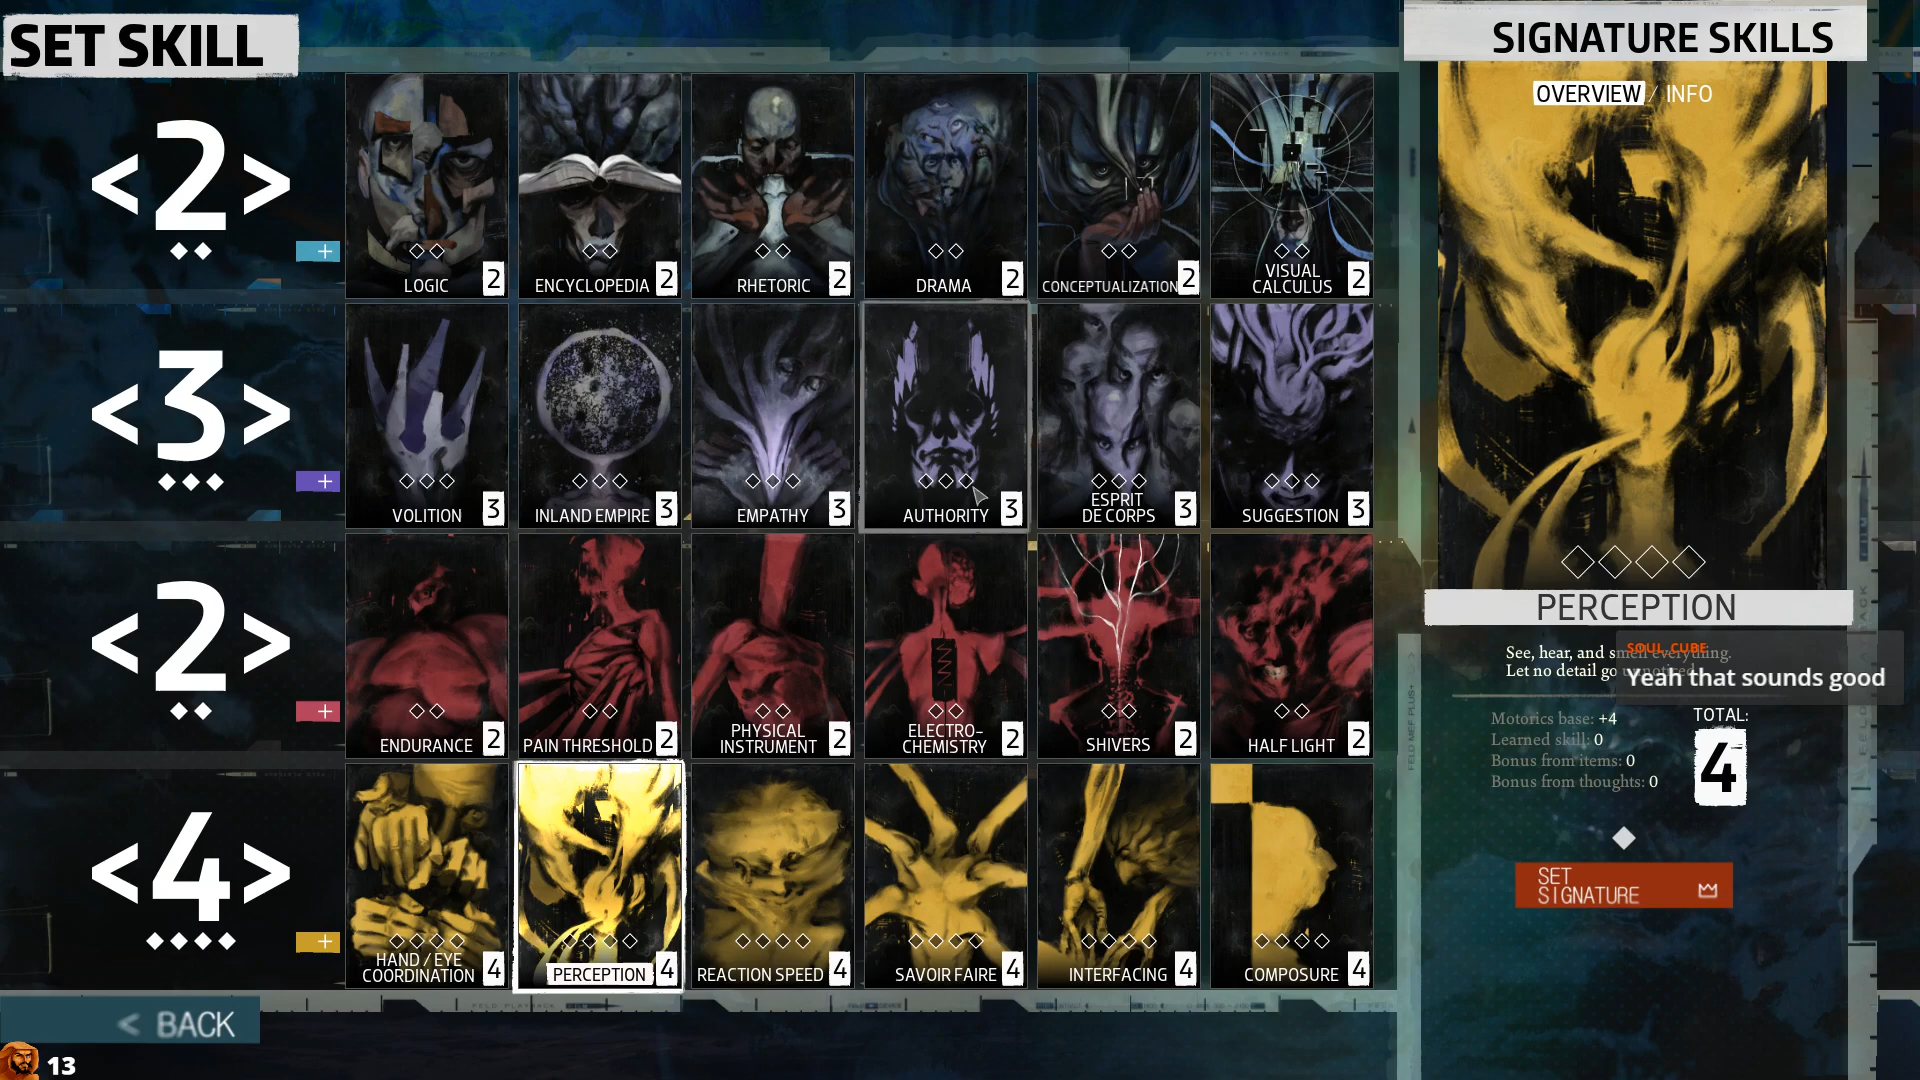 SET SKILL
SIGNATURE SKILLS
OVERVIEW / INFO
<2>
+
LOGIC 2
ENCYCLOPEDIA 2
RHETORIC 2
DRAMA 2
CONCEPTUALIZATION 2
VISUAL
CALCULUS 2
<3>
+
VOLITION 3
INLAND EMPIRE 3
EMPATHY 3
AUTHORITY 3
ESPRIT
DE CORPS 3
SUGGESTION 3
<2>
+
ENDURANCE 2
PAIN THRESHOLD 2
PHYSICAL
INSTRUMENT 2
ELECTRO-
CHEMISTRY 2
SHIVERS 2
HALF LIGHT 2
<4>
+
HAND / EYE
COORDINATION 4
PERCEPTION 4
REACTION SPEED 4
SAVOIR FAIRE 4
INTERFACING 4
COMPOSURE 4
PERCEPTION
See, hear, and smell everything.
Let no detail go unnoticed.
SOUL_CUBE
Yeah that sounds good
Motorics base: +4
Learned skill: 0
Bonus from items: 0
Bonus from thoughts: 0
TOTAL:
4
SET
SIGNATURE
< BACK
13